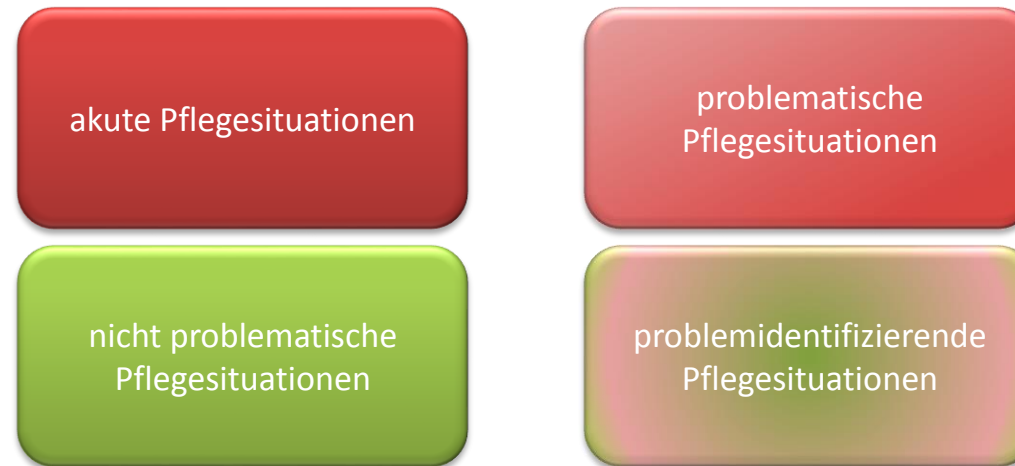 akute Pflegesituationen
problematische
Pflegesituationen
nicht problematische
Pflegesituationen
problemidentifizierende
Pflegesituationen